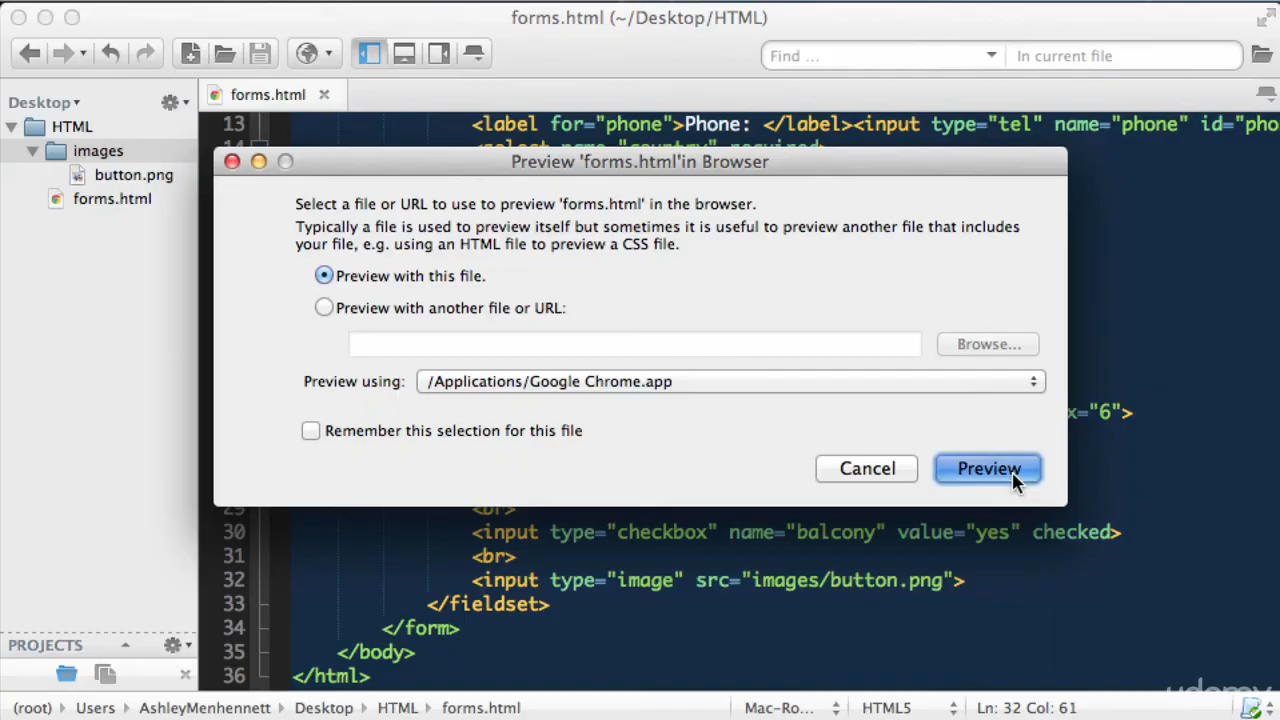 forms.html (~/Desktop/HTML)
Find ...
In current file
Desktop
forms.html
HTML
images
button.png
forms.html
13 <label for="phone">Phone: </label><input type="tel" name="phone" id="pho
Preview 'forms.html'in Browser
Select a file or URL to use to preview 'forms.html' in the browser.
Typically a file is used to preview itself but sometimes it is useful to preview another file that includes
your file, e.g. using an HTML file to preview a CSS file.
Preview with this file.
Preview with another file or URL:
Browse...
Preview using: /Applications/Google Chrome.app
x="6">
Remember this selection for this file
Cancel
Preview
<br>
30 <input type="checkbox" name="balcony" value="yes" checked>
31 <br>
32 <input type="image" src="images/button.png">
33 </fieldset>
34 </form>
35 </body>
36 </html>
PROJECTS
udemy
(root) Users AshleyMenhennett Desktop HTML forms.html
Mac-Ro...
HTML5
Ln: 32 Col: 61